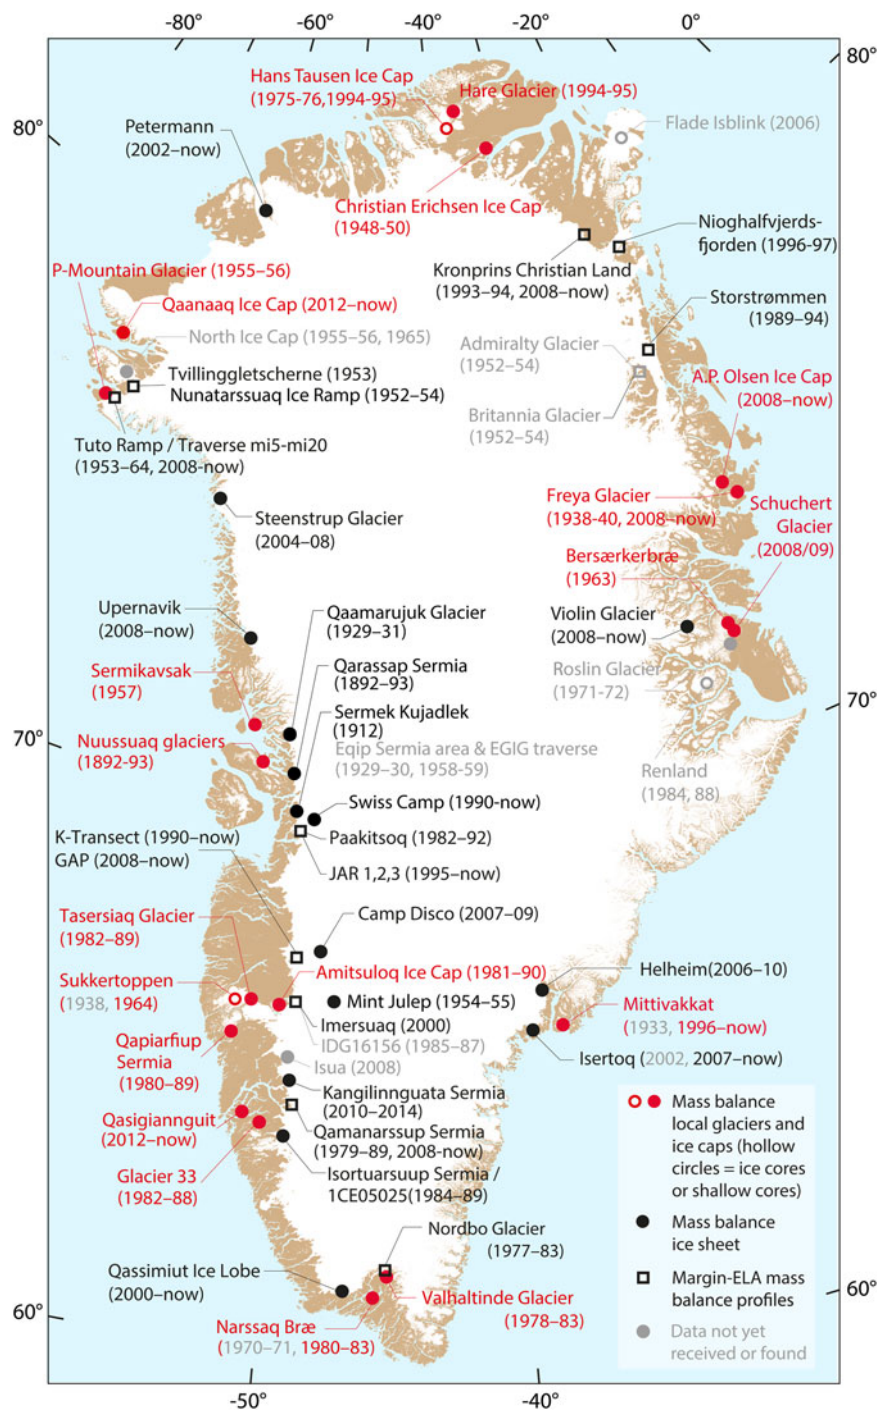 -80°
-60°
-40°
-20°
0°
80°
80°
Hans Tausen Ice Cap
(1975-76,1994-95)
Hare Glacier (1994-95)
Flade Isblink (2006)
Petermann
(2002–now)
Christian Erichsen Ice Cap
(1948-50)
Nioghalfvjerds-
fjorden (1996-97)
Kronprins Christian Land
(1993–94, 2008–now)
P-Mountain Glacier (1955–56)
Qaanaaq Ice Cap (2012–now)
North Ice Cap (1955–56, 1965)
Storstrømmen
(1989–94)
Admiralty Glacier
(1952–54)
Tvillinggletscherne (1953)
Nunatarssuaq Ice Ramp (1952–54)
A.P. Olsen Ice Cap
(2008–now)
Britannia Glacier
(1952–54)
Tuto Ramp / Traverse mi5-mi20
(1953–64, 2008-now)
Freya Glacier
(1938-40, 2008–now)
Schuchert
Glacier
(2008/09)
Steenstrup Glacier
(2004–08)
Bersærkerbræ
(1963)
Upernavik
(2008–now)
Qaamarujuk Glacier
(1929–31)
Violin Glacier
(2008–now)
Qarassap Sermia
(1892–93)
Sermikavsak
(1957)
Roslin Glacier
(1971-72)
Sermek Kujadlek
(1912)
70°
70°
Nuussuaq glaciers
(1892-93)
Eqip Sermia area & EGIG traverse
(1929–30, 1958-59)
Renland
(1984, 88)
Swiss Camp (1990-now)
K-Transect (1990–now)
GAP (2008–now)
Paakitsoq (1982–92)
JAR 1,2,3 (1995–now)
Tasersiaq Glacier
(1982–89)
Camp Disco (2007–09)
Sukkertoppen
(1938, 1964)
Amitsuloq Ice Cap (1981–90)
Helheim(2006–10)
Mint Julep (1954–55)
Mittivakkat
(1933, 1996–now)
Imersuaq (2000)
IDG16156 (1985–87)
Qapiarfiup
Sermia
(1980–89)
Isua (2008)
Isertoq (2002, 2007–now)
Kangilinnguata Sermia
(2010–2014)
Qasigiannguit
(2012–now)
Qamanarssup Sermia
(1979–89, 2008-now)
Glacier 33
(1982–88)
Isortuarsuup Sermia /
1CE05025(1984–89)
Nordbo Glacier
(1977–83)
Qassimiut Ice Lobe
(2000–now)
Valhaltinde Glacier
(1978–83)
60°
60°
Narssaq Bræ
(1970–71, 1980–83)
Mass balance
local glaciers and
ice caps (hollow
circles = ice cores
or shallow cores)
Mass balance
ice sheet
Margin-ELA mass
balance profiles
Data not yet
received or found
-50°
-40°